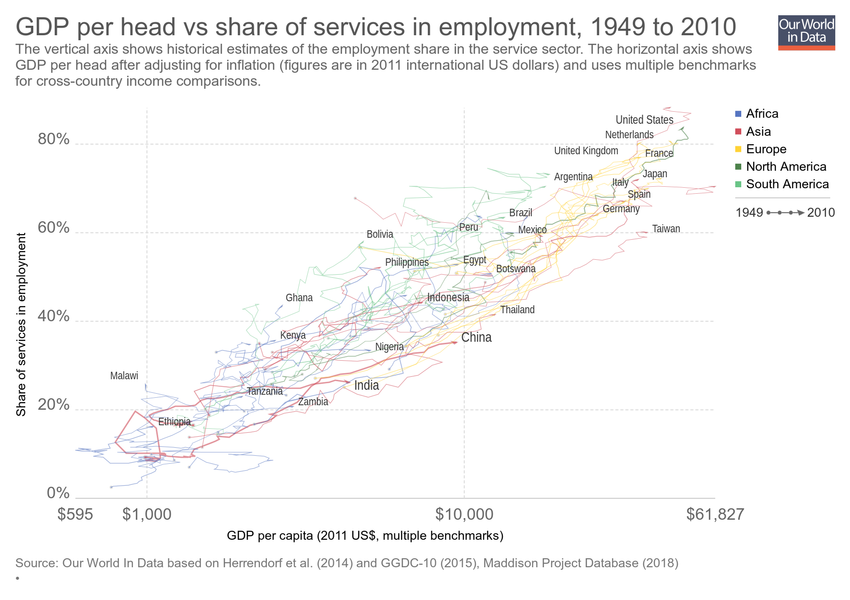 GDP per head vs share of services in employment, 1949 to 2010
Our World
in Data
The vertical axis shows historical estimates of the employment share in the service sector. The horizontal axis shows
GDP per head after adjusting for inflation (figures are in 2011 international US dollars) and uses multiple benchmarks
for cross-country income comparisons.
Africa
Asia
Europe
North America
South America
1949
2010
80%
60%
40%
20%
0%
Share of services in employment
United States
Netherlands
United Kingdom
France
Argentina
Japan
Italy
Spain
Germany
Brazil
Peru
Mexico
Taiwan
Bolivia
Philippines
Egypt
Botswana
Ghana
Indonesia
Thailand
Kenya
Nigeria
China
Malawi
India
Tanzania
Zambia
Ethiopia
$595
$1,000
$10,000
$61,827
GDP per capita (2011 US$, multiple benchmarks)
Source: Our World In Data based on Herrendorf et al. (2014) and GGDC-10 (2015), Maddison Project Database (2018)
•